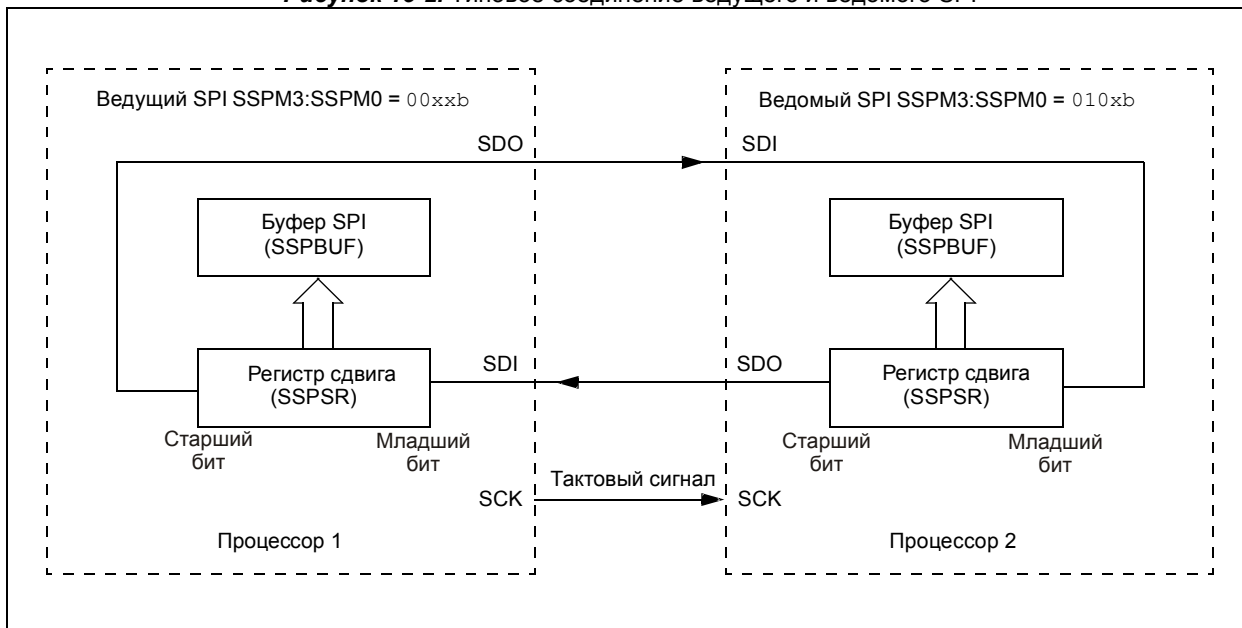 Рисунок 15-2. Типовое соединение ведущего и ведомого SPI
Ведущий SPI SSPM3:SSPM0 = 00xxb
Ведомый SPI SSPM3:SSPM0 = 010xb
SDO
SDI
Буфер SPI
(SSPBUF)
Буфер SPI
(SSPBUF)
Регистр сдвига
(SSPSR)
SDI
SDO
Регистр сдвига
(SSPSR)
Старший
бит
Младший
бит
Старший
бит
Младший
бит
Тактовый сигнал
SCK
SCK
Процессор 1
Процессор 2